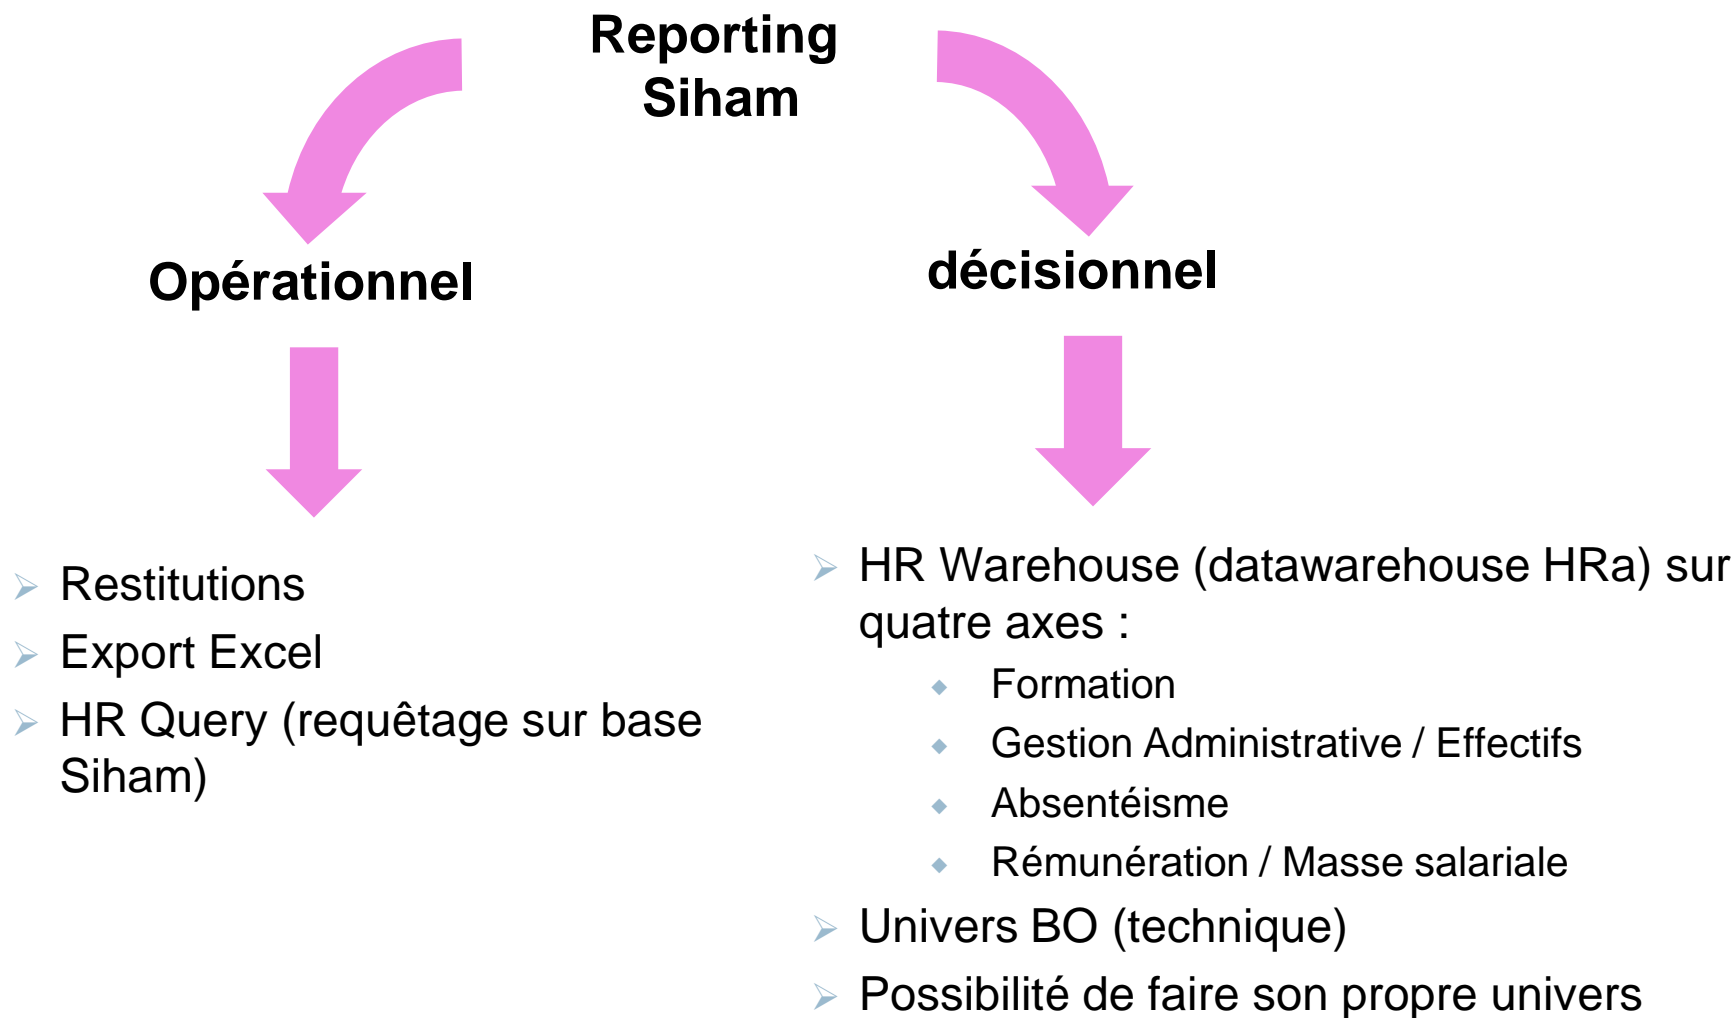 Reporting
Siham
Opérationnel
décisionnel
➢ Restitutions
➢ Export Excel
➢ HR Query (requêtage sur base
Siham)
➢ HR Warehouse (datawarehouse HRa) sur
quatre axes :
◆ Formation
◆ Gestion Administrative / Effectifs
◆ Absentéisme
◆ Rémunération / Masse salariale
➢ Univers BO (technique)
➢ Possibilité de faire son propre univers